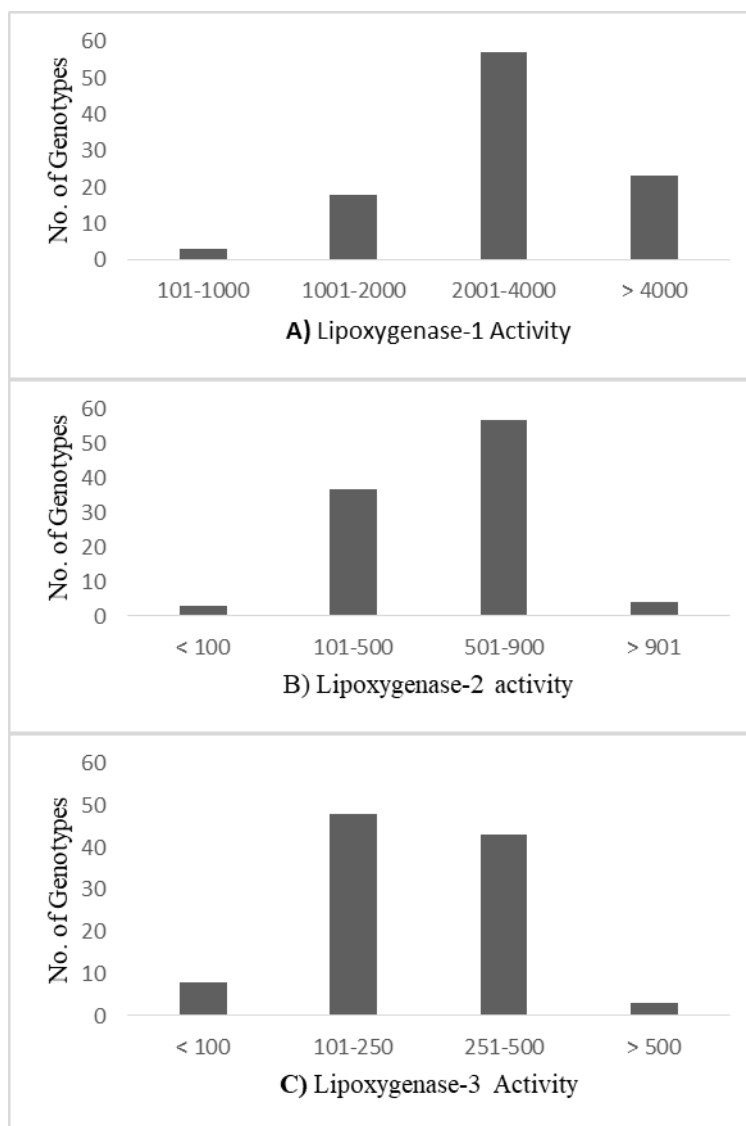 No. of Genotypes
60
50
40
30
20
10
0
101-1000 1001-2000 2001-4000 > 4000
A) Lipoxygenase-1 Activity
No. of Genotypes
60
50
40
30
20
10
0
< 100 101-500 501-900 > 901
B) Lipoxygenase-2 activity
No. of Genotypes
60
50
40
30
20
10
0
< 100 101-250 251-500 > 500
C) Lipoxygenase-3 Activity